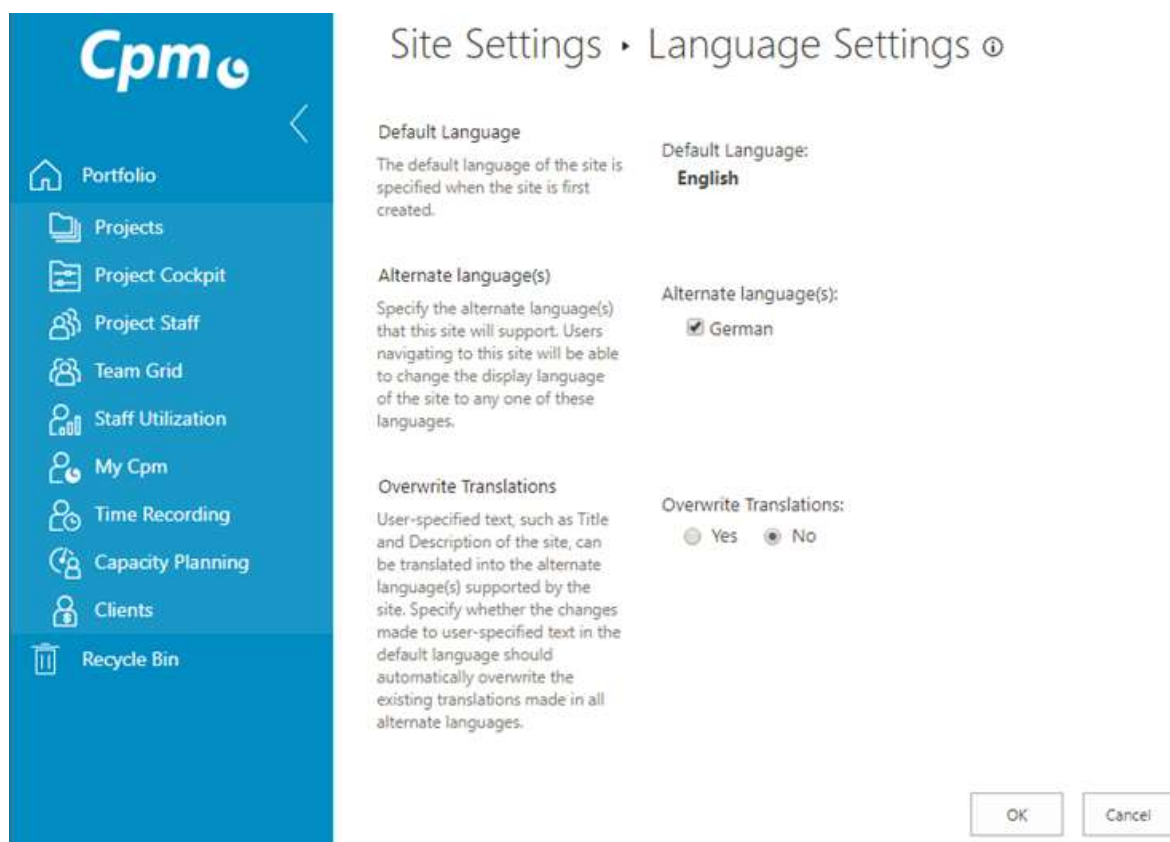 Cpm
Site Settings ▸ Language Settings
Portfolio
Projects
Project Cockpit
Project Staff
Team Grid
Staff Utilization
My Cpm
Time Recording
Capacity Planning
Clients
Recycle Bin
Default Language
The default language of the site is
specified when the site is first
created.
Default Language:
English
Alternate language(s)
Specify the alternate language(s)
that this site will support. Users
navigating to this site will be able
to change the display language
of the site to any one of these
languages.
Alternate language(s):
German
Overwrite Translations
User-specified text, such as Title
and Description of the site, can
be translated into the alternate
language(s) supported by the
site. Specify whether the changes
made to user-specified text in the
default language should
automatically overwrite the
existing translations made in all
alternate languages.
Overwrite Translations:
Yes No
OK Cancel